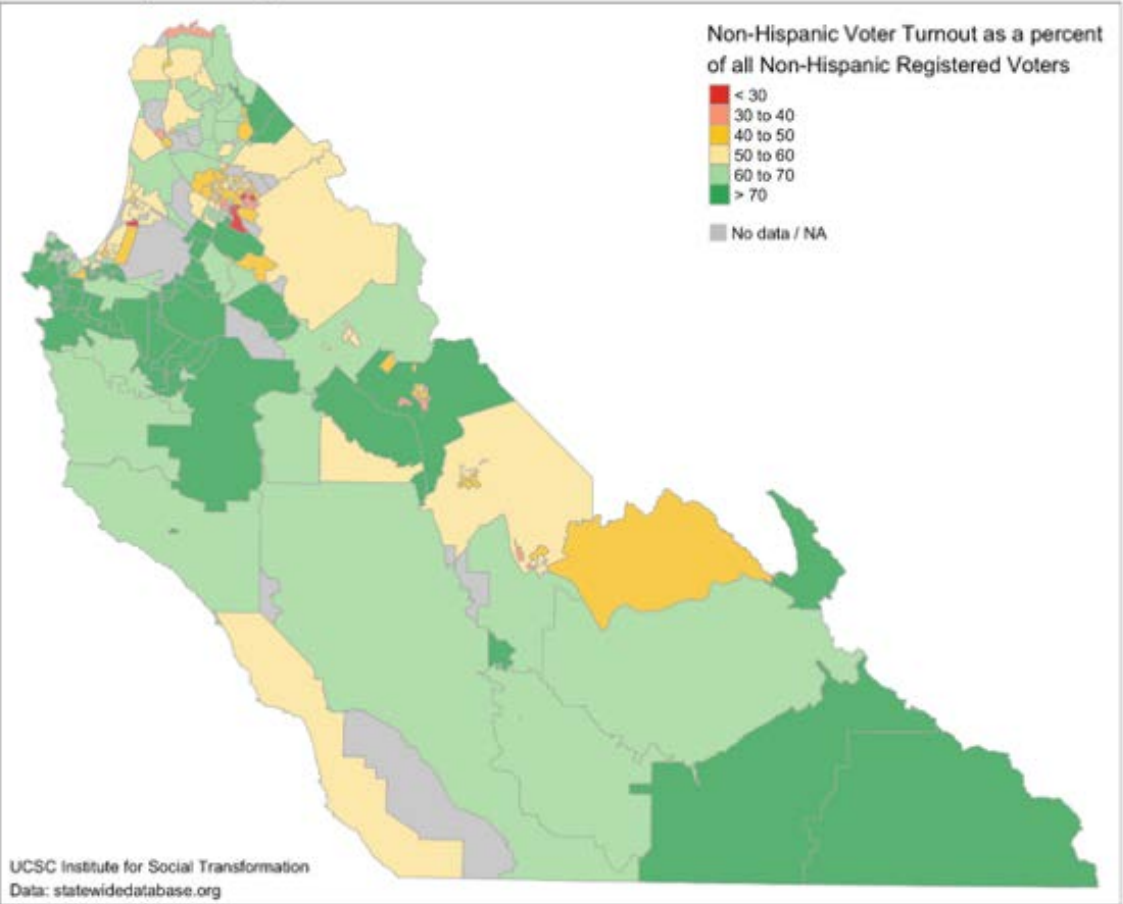 Non-Hispanic Voter Turnout as a percent
of all Non-Hispanic Registered Voters
< 30
30 to 40
40 to 50
50 to 60
60 to 70
> 70
No data / NA
UCSC Institute for Social Transformation
Data: statewidedatabase.org